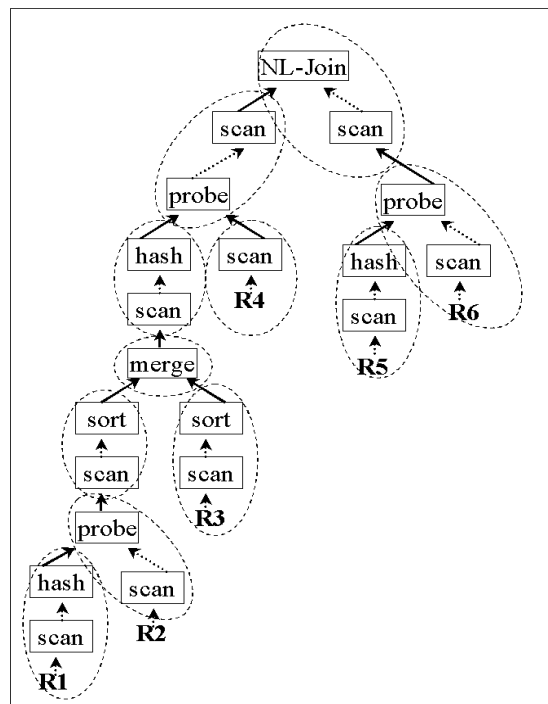 NL-Join
scan scan
probe probe
hash scan hash scan
R4 R6
scan scan
R5
merge
sort sort
scan scan
R3
probe
hash scan
R2
scan
R1